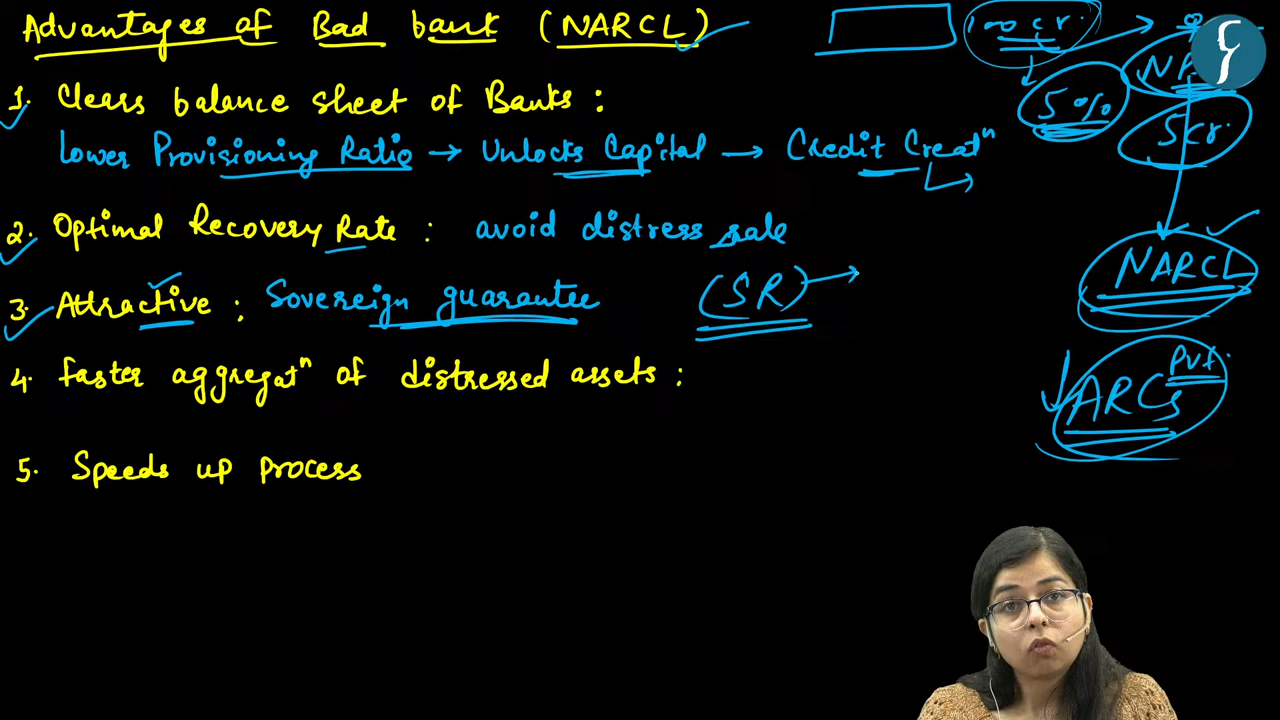 Advantages of Bad bank (NARCL)
100 cr.
5%
5 cr.
1. Clears balance sheet of Banks :
Lower Provisioning Ratio → Unlocks Capital → Credit Creatⁿ
2. Optimal Recovery Rate : avoid distress sale
NARCL
3. Attractive : Sovereign guarantee (SR) →
Pvt.
ARCs
4. faster aggregatⁿ of distressed assets :
5. Speeds up process